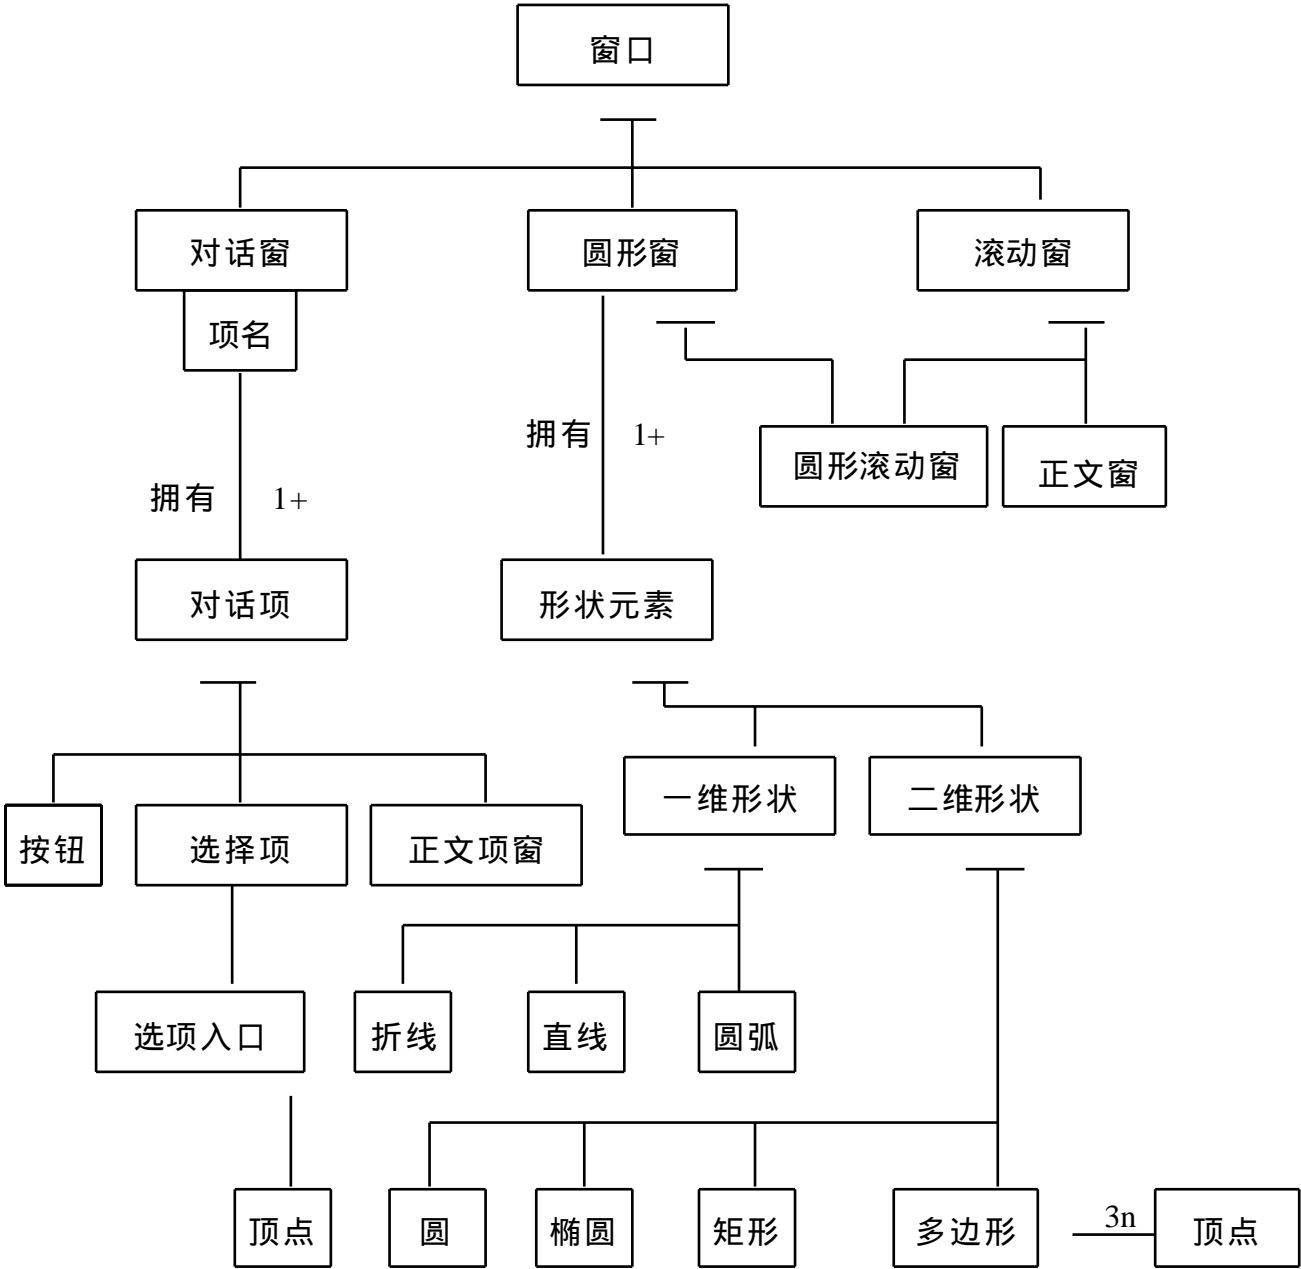 窗口
对话窗
圆形窗
滚动窗
项名
拥有 1+
圆形滚动窗
正文窗
拥有 1+
对话项
形状元素
一维形状
二维形状
按钮
选择项
正文项窗
选项入口
折线
直线
圆弧
顶点
圆
椭圆
矩形
多边形
3n
顶点